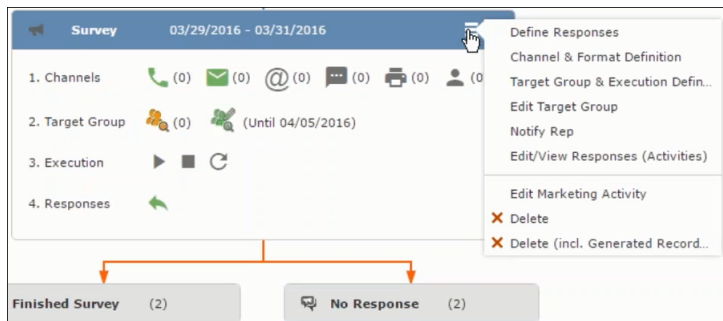 Survey 03/29/2016 - 03/31/2016
1. Channels (0) (0) @ (0) (0) (0) (0
2. Target Group (0) (Until 04/05/2016)
3. Execution
4. Responses
Define Responses
Channel & Format Definition
Target Group & Execution Defin...
Edit Target Group
Notify Rep
Edit/View Responses (Activities)
Edit Marketing Activity
Delete
Delete (incl. Generated Record...
Finished Survey (2)
No Response (2)